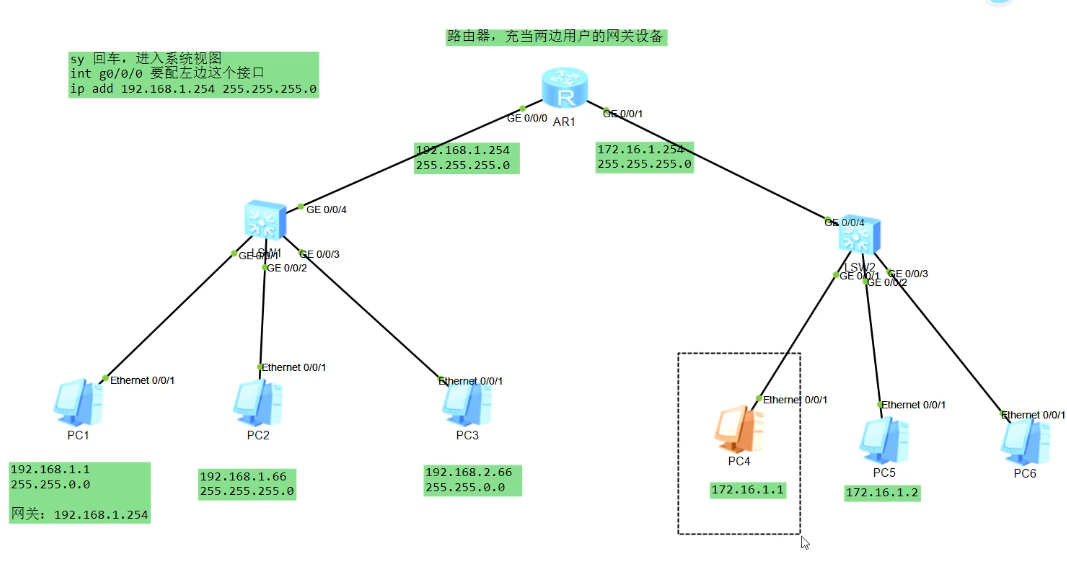 路由器，充当两边用户的网关设备
sy 回车，进入系统视图
int g0/0/0 要配左边这个接口
ip add 192.168.1.254 255.255.255.0
GE 0/0/0
GE 0/0/1
AR1
192.168.1.254
255.255.255.0
172.16.1.254
255.255.255.0
GE 0/0/4
GE 0/0/4
LSW1
GE 0/0/1
GE 0/0/3
GE 0/0/2
LSW2
GE 0/0/1
GE 0/0/3
GE 0/0/2
Ethernet 0/0/1
Ethernet 0/0/1
Ethernet 0/0/1
Ethernet 0/0/1
Ethernet 0/0/1
Ethernet 0/0/1
PC1
PC2
PC3
PC4
PC5
PC6
192.168.1.1
255.255.0.0
网关: 192.168.1.254
192.168.1.66
255.255.255.0
192.168.2.66
255.255.0.0
172.16.1.1
172.16.1.2